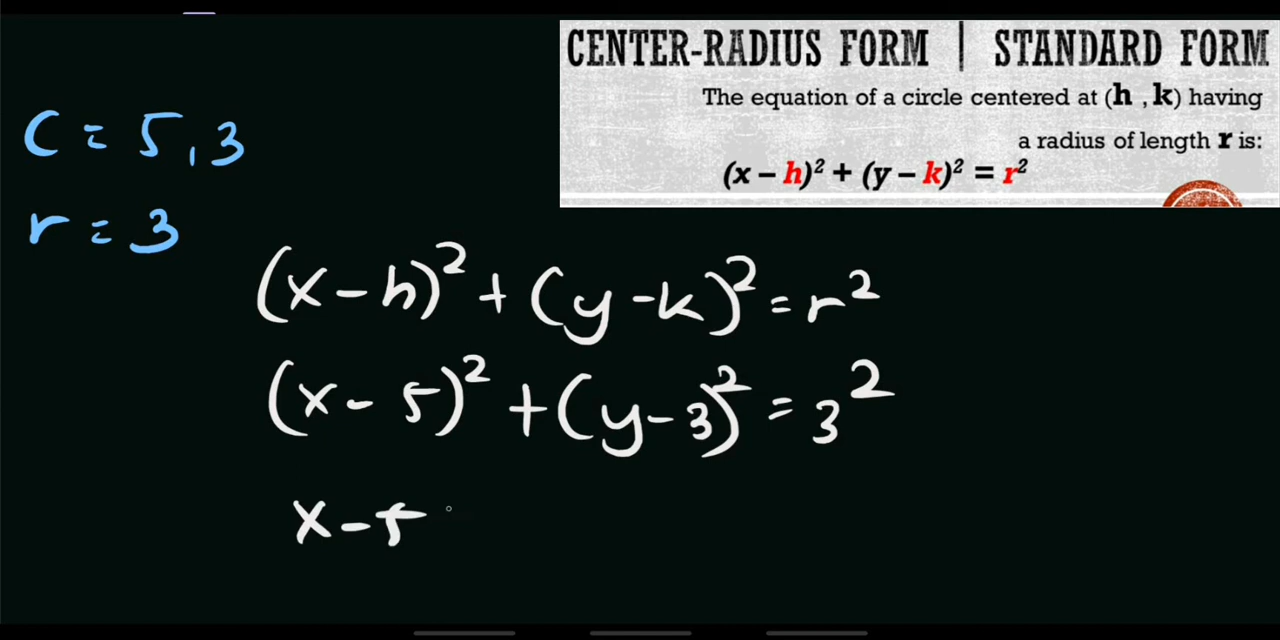 CENTER-RADIUS FORM | STANDARD FORM
The equation of a circle centered at (h , k) having
a radius of length r is:
(x – h)² + (y – k)² = r²
C = 5, 3
r = 3
(x - h)² + (y - k)² = r²
(x - 5)² + (y - 3)² = 3²
x - 5